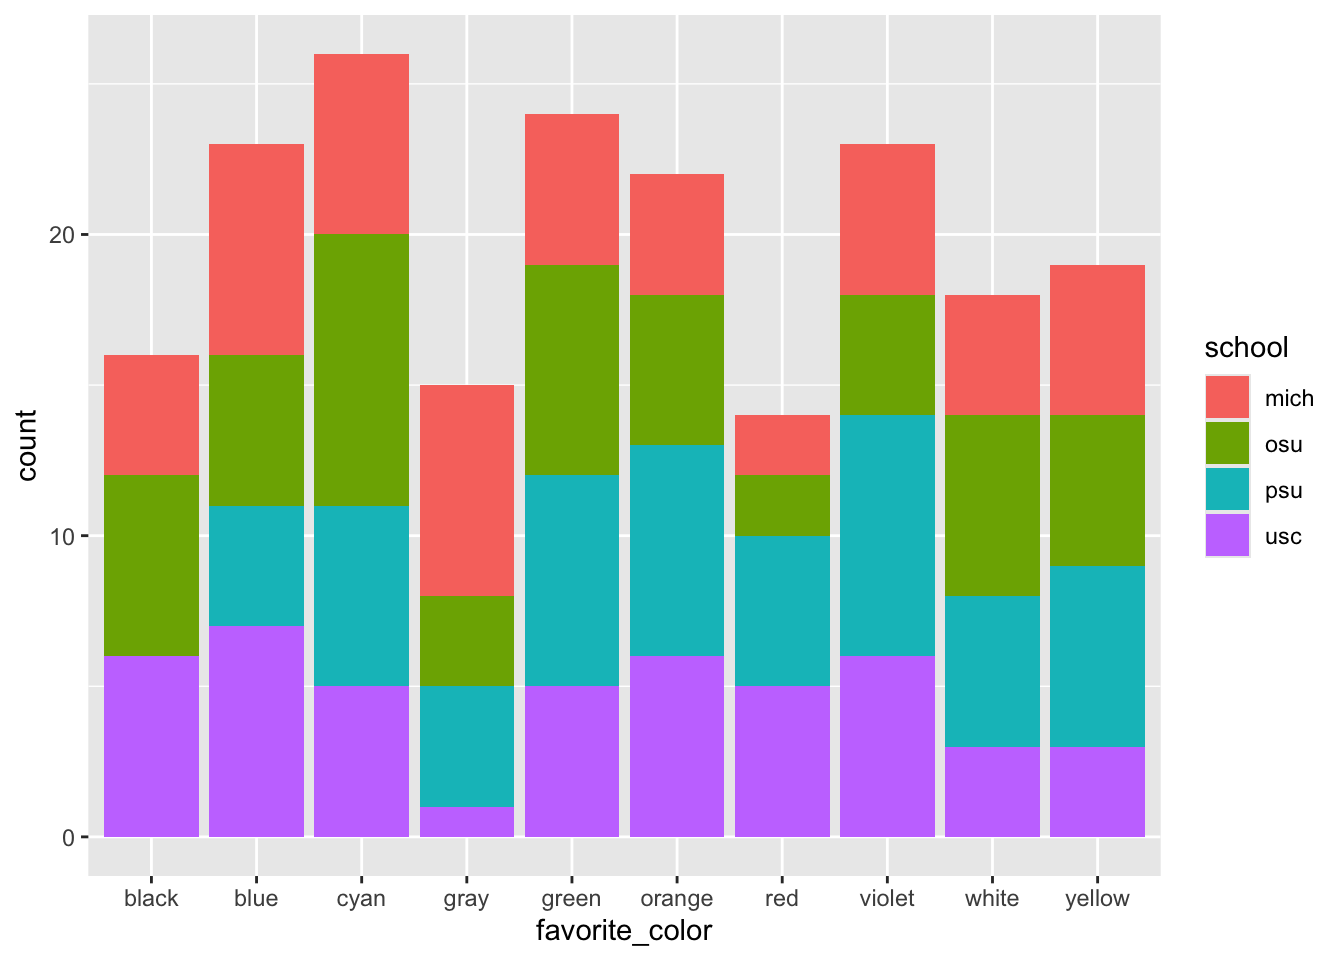 count
20
10
0
black blue cyan gray green orange red violet white yellow
favorite_color
school
mich
osu
psu
usc